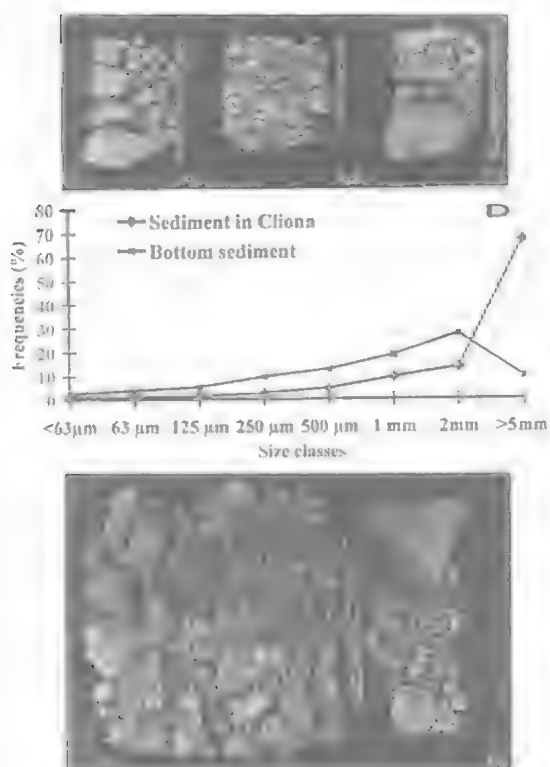 80
D
Sediment in Cliona
70
60
Bottom sediment
50
40
30
20
10
0
Frequencies (%)
<63µm 63 µm 125 µm 250 µm 500 µm 1 mm 2mm >5mm
Size classes